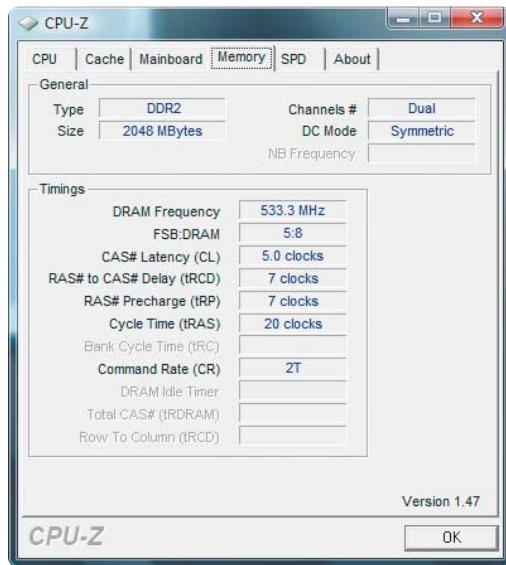 CPU-Z
CPU Cache Mainboard Memory SPD About
General
Type DDR2 Channels # Dual
Size 2048 MBytes DC Mode Symmetric
NB Frequency
Timings
DRAM Frequency 533.3 MHz
FSB:DRAM 5:8
CAS# Latency (CL) 5.0 clocks
RAS# to CAS# Delay (tRCD) 7 clocks
RAS# Precharge (tRP) 7 clocks
Cycle Time (tRAS) 20 clocks
Bank Cycle Time (tRC)
Command Rate (CR) 2T
DRAM Idle Timer
Total CAS# (tRDRAM)
Row To Column (tRCD)
Version 1.47
CPU-Z OK